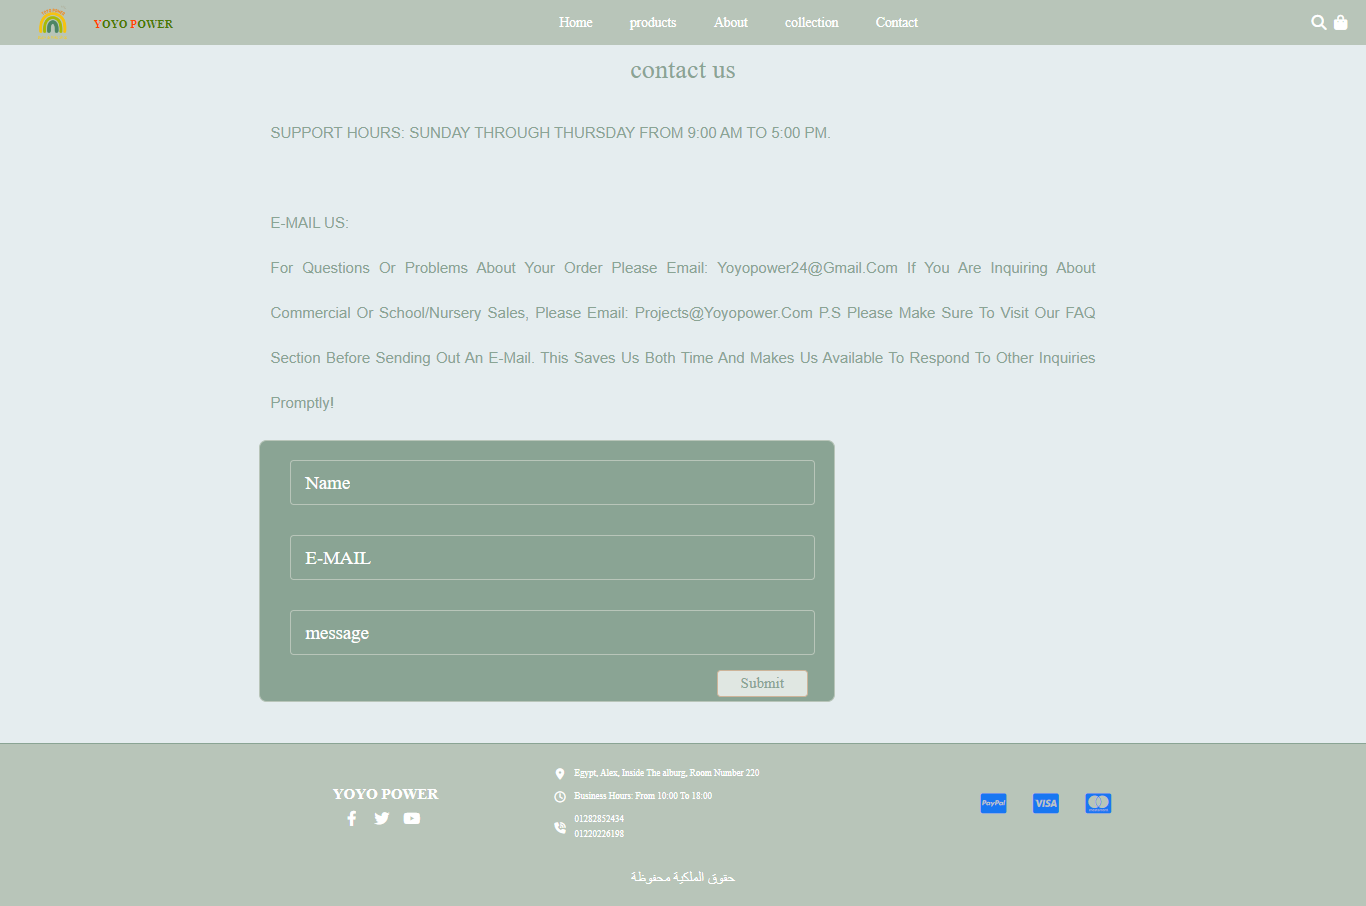 YOYO POWER
Home products About collection Contact
contact us
SUPPORT HOURS: SUNDAY THROUGH THURSDAY FROM 9:00 AM TO 5:00 PM.
E-MAIL US:
For Questions Or Problems About Your Order Please Email: Yoyopower24@Gmail.Com If You Are Inquiring About
Commercial Or School/Nursery Sales, Please Email: Projects@Yoyopower.Com P.S Please Make Sure To Visit Our FAQ
Section Before Sending Out An E-Mail. This Saves Us Both Time And Makes Us Available To Respond To Other Inquiries
Promptly!
Name
E-MAIL
message
Submit
YOYO POWER
Egypt, Alex, Inside The alburg, Room Number 220
Business Hours: From 10:00 To 18:00
01282852434
01220226198
PayPal
VISA
حقوق الملكية محفوظة